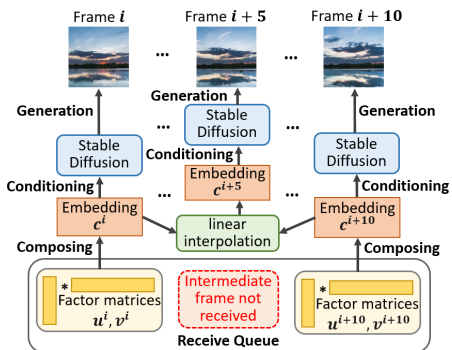 Frame i
Frame i + 5
Frame i + 10
...
...
Generation
Generation
Generation
Stable
Diffusion
...
Stable
Diffusion
...
Stable
Diffusion
Conditioning
Conditioning
Conditioning
Embedding
c^i
...
Embedding
c^{i+5}
...
Embedding
c^{i+10}
linear
interpolation
Composing
Composing
*
Factor matrices
u^i, v^i
Intermediate
frame not
received
*
Factor matrices
u^{i+10}, v^{i+10}
Receive Queue